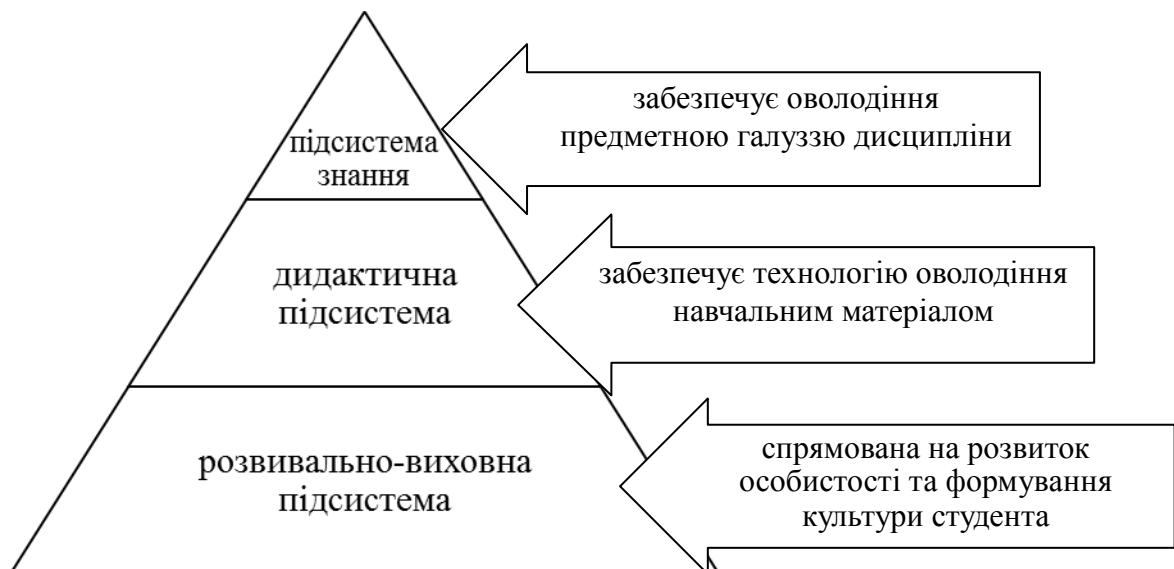 підсистема
знання
забезпечує оволодіння
предметною галуззю дисципліни
дидактична
підсистема
забезпечує технологію оволодіння
навчальним матеріалом
розвивально-виховна
підсистема
спрямована на розвиток
особистості та формування
культури студента